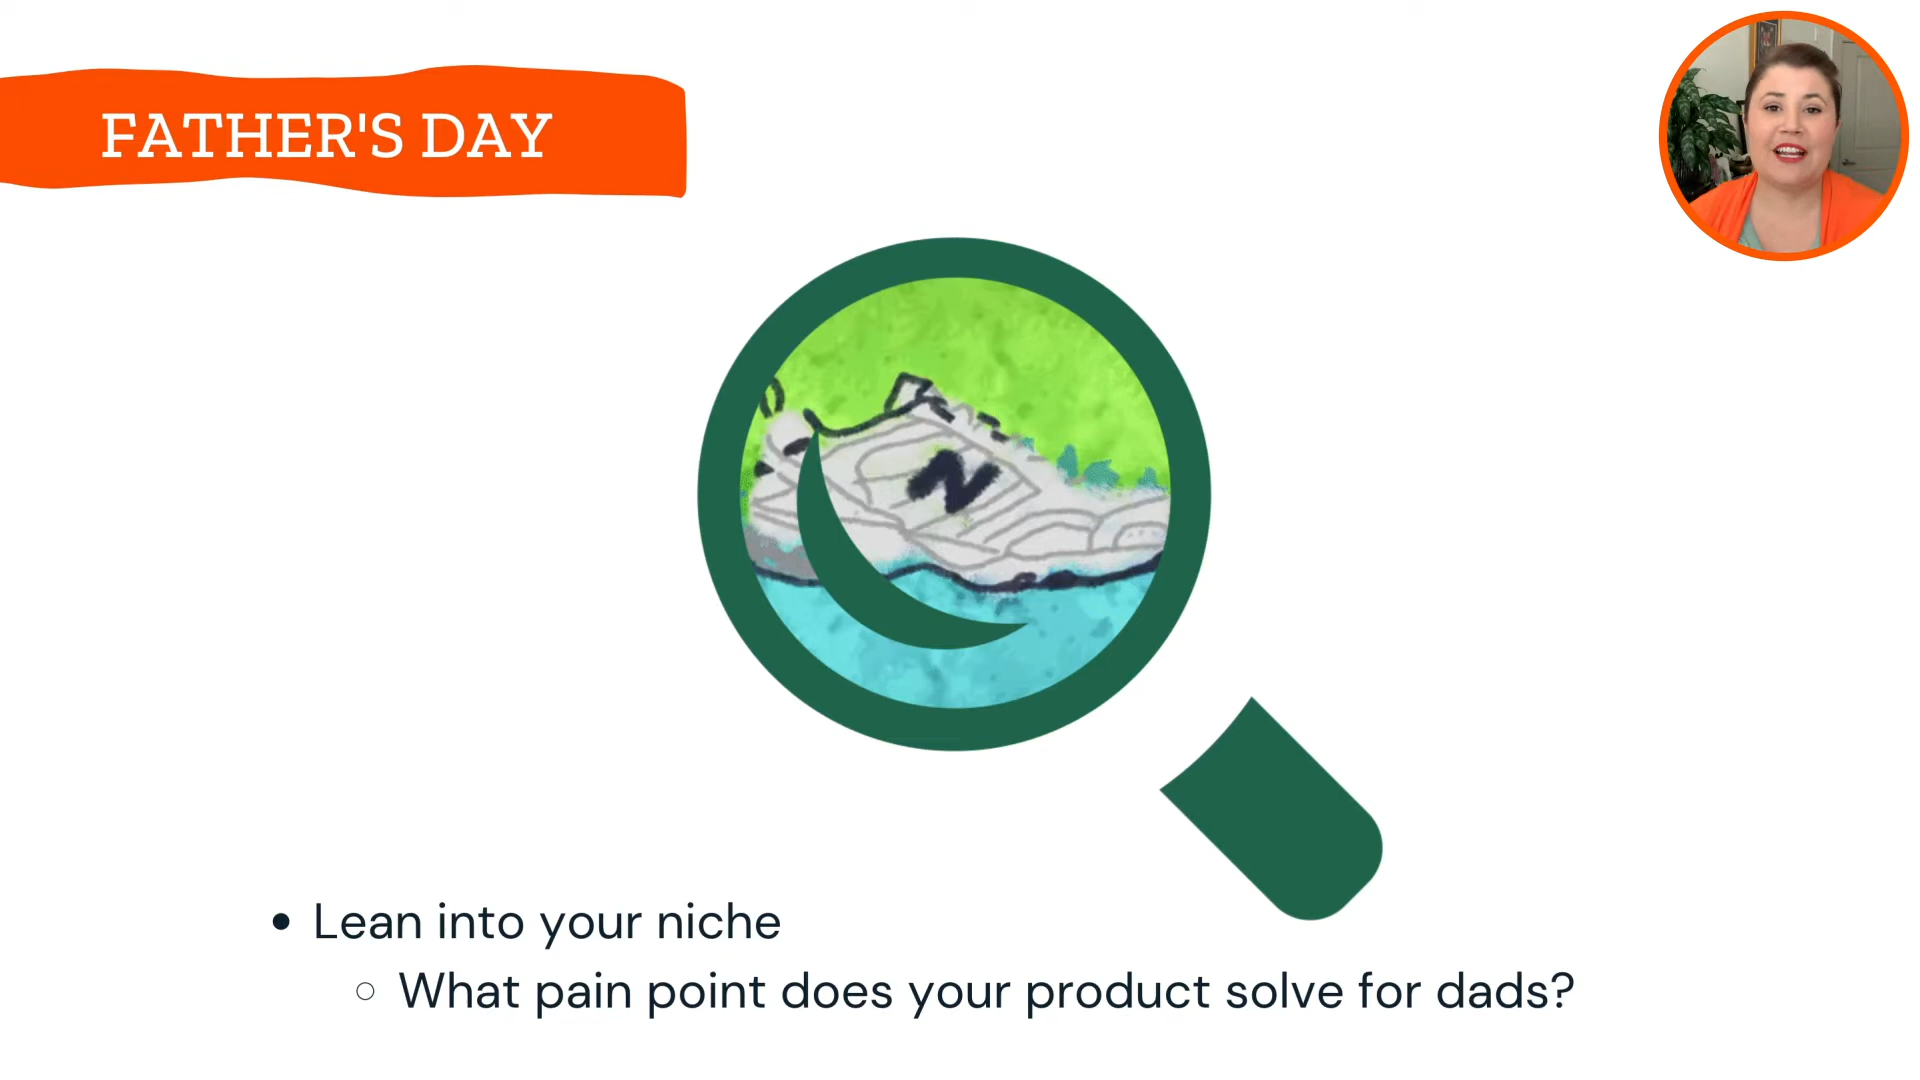 FATHER'S DAY
N
Lean into your niche
What pain point does your product solve for dads?